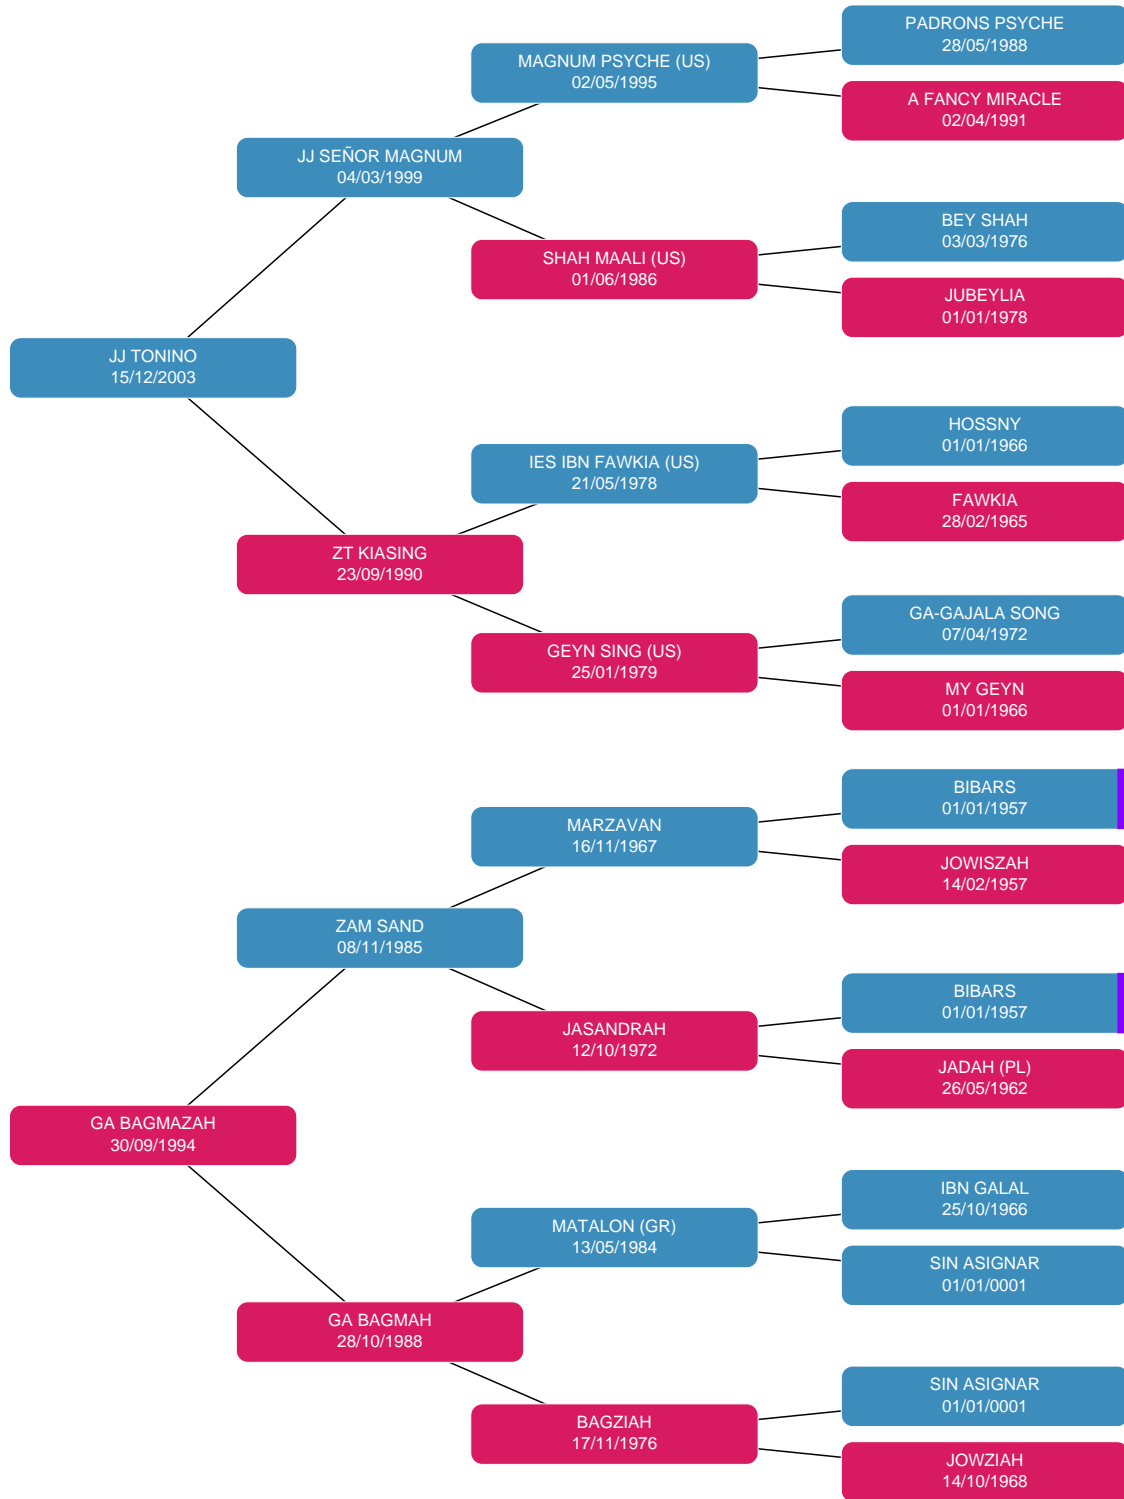 PADRONS PSYCHE
28/05/1988
MAGNUM PSYCHE (US)
02/05/1995
A FANCY MIRACLE
02/04/1991
JJ SEÑOR MAGNUM
04/03/1999
BEY SHAH
03/03/1976
SHAH MAALI (US)
01/06/1986
JUBEYLIA
01/01/1978
JJ TONINO
15/12/2003
HOSSNY
01/01/1966
IES IBN FAWKIA (US)
21/05/1978
FAWKIA
28/02/1965
ZT KIASING
23/09/1990
GA-GAJALA SONG
07/04/1972
GEYN SING (US)
25/01/1979
MY GEYN
01/01/1966
BIBARS
01/01/1957
MARZAVAN
16/11/1967
JOWISZAH
14/02/1957
ZAM SAND
08/11/1985
BIBARS
01/01/1957
JASANDRAH
12/10/1972
JADAH (PL)
26/05/1962
GA BAGMAZAH
30/09/1994
IBN GALAL
25/10/1966
MATALON (GR)
13/05/1984
SIN ASIGNAR
01/01/0001
GA BAGMAH
28/10/1988
SIN ASIGNAR
01/01/0001
BAGZIAH
17/11/1976
JOWZIAH
14/10/1968